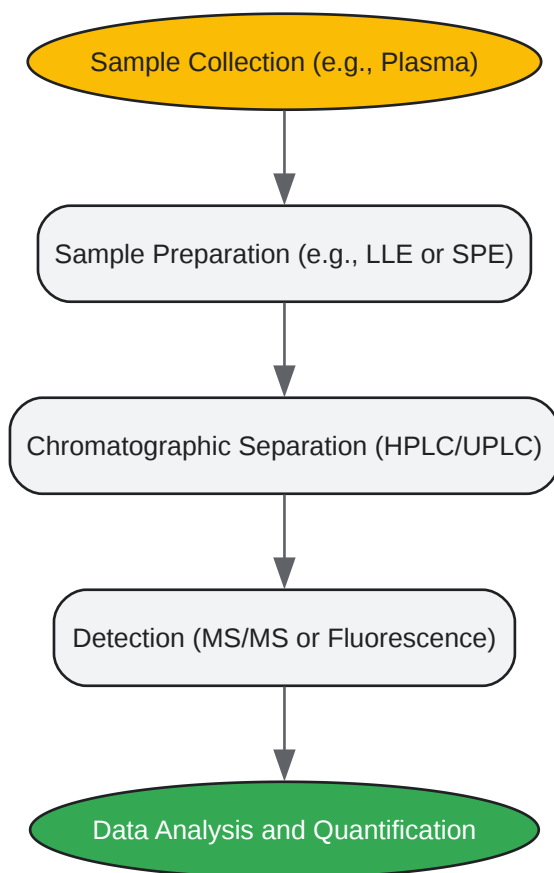 Sample Collection (e.g., Plasma)
Sample Preparation (e.g., LLE or SPE)
Chromatographic Separation (HPLC/UPLC)
Detection (MS/MS or Fluorescence)
Data Analysis and Quantification